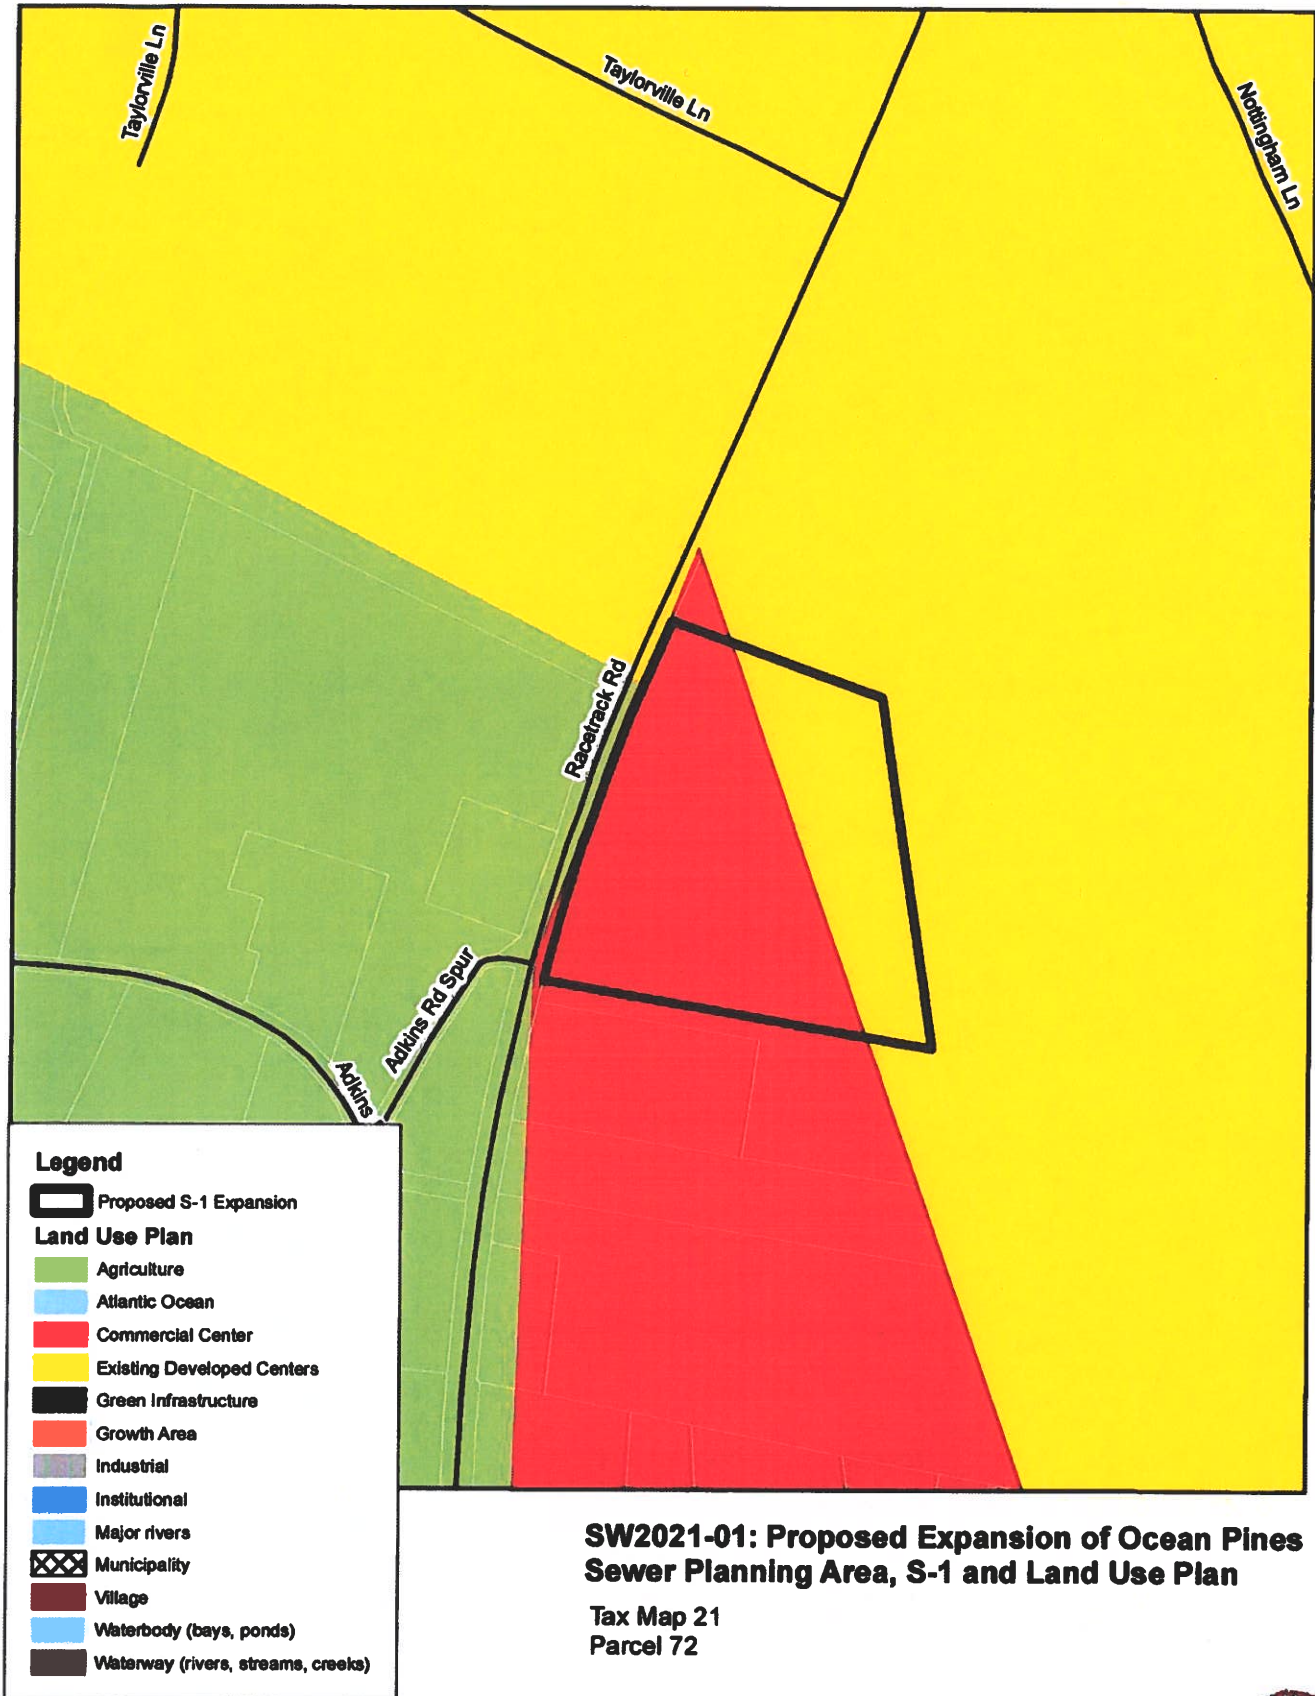 Taylorville Ln
Taylorville Ln
Nottingham Ln
Racetrack Rd
Adkins Rd Spur
Adkins
Legend
Proposed S-1 Expansion
Land Use Plan
Agriculture
Atlantic Ocean
Commercial Center
Existing Developed Centers
Green Infrastructure
Growth Area
Industrial
Institutional
Major rivers
Municipality
Village
Waterbody (bays, ponds)
Waterway (rivers, streams, creeks)
SW2021-01: Proposed Expansion of Ocean Pines
Sewer Planning Area, S-1 and Land Use Plan
Tax Map 21
Parcel 72